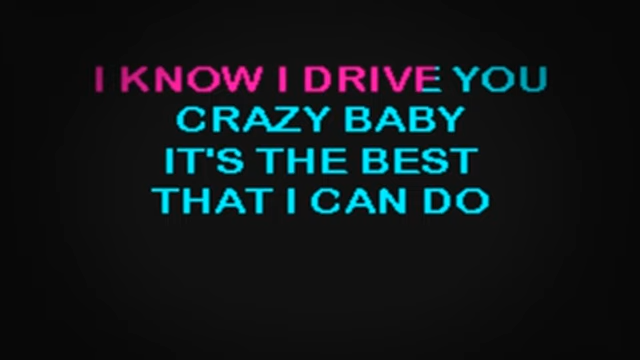 I KNOW I DRIVE YOU
CRAZY BABY
IT'S THE BEST
THAT I CAN DO